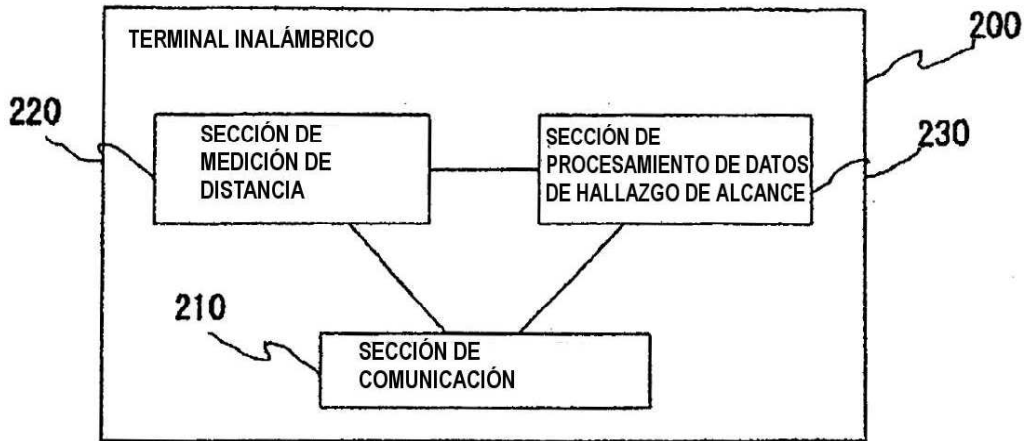 TERMINAL INALÁMBRICO
200
220
SECCIÓN DE
MEDICIÓN DE
DISTANCIA
SECCIÓN DE
PROCESAMIENTO DE DATOS
DE HALLAZGO DE ALCANCE
230
210
SECCIÓN DE
COMUNICACIÓN